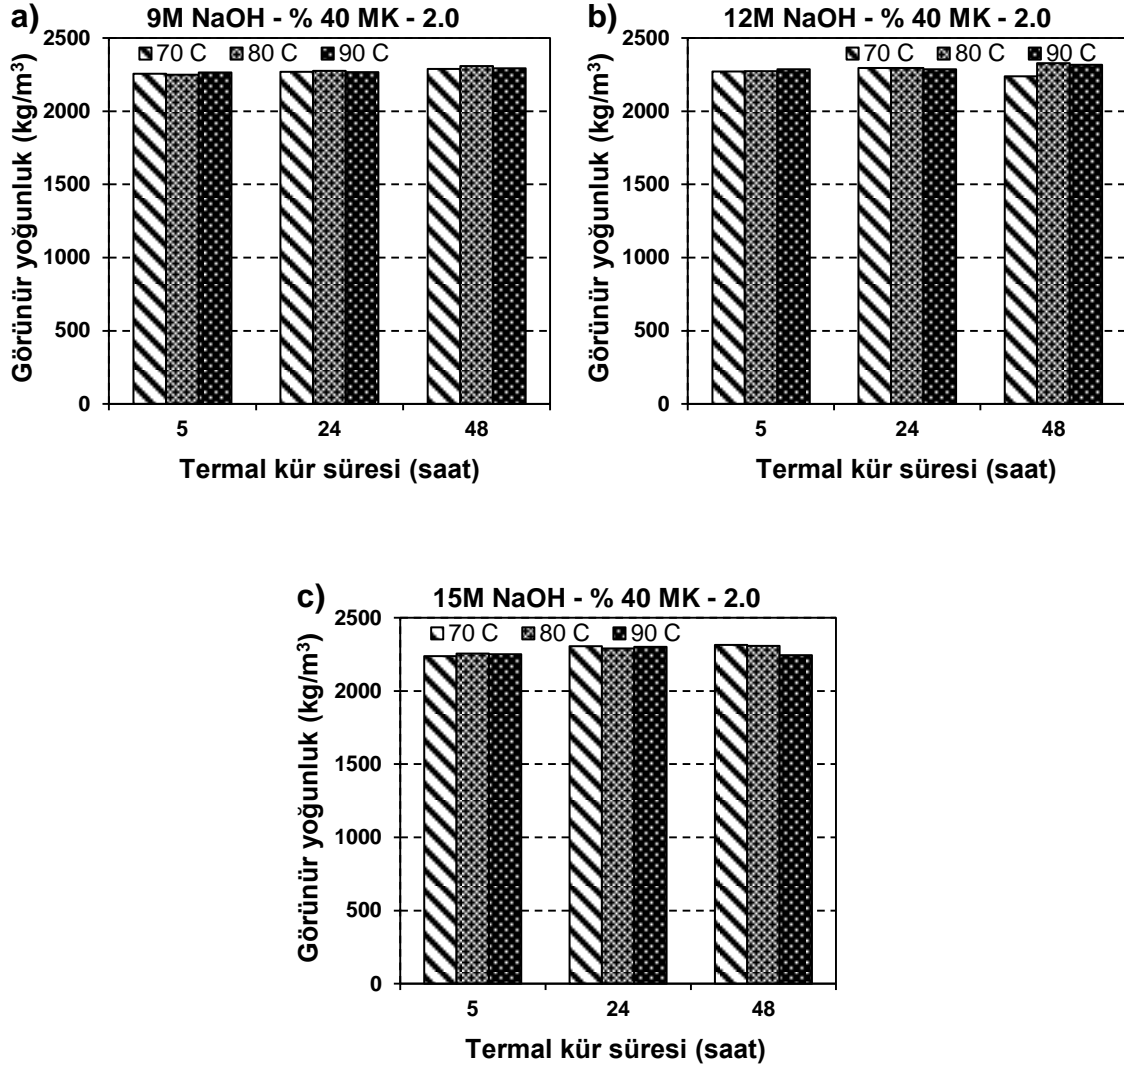 a)
9M NaOH - % 40 MK - 2.0
70 C 80 C 90 C
Görünür yoğunluk (kg/m³)
2500
2000
1500
1000
500
0
5 24 48
Termal kür süresi (saat)
b)
12M NaOH - % 40 MK - 2.0
70 C 80 C 90 C
Görünür yoğunluk (kg/m³)
2500
2000
1500
1000
500
0
5 24 48
Termal kür süresi (saat)
c)
15M NaOH - % 40 MK - 2.0
70 C 80 C 90 C
Görünür yoğunluk (kg/m³)
2500
2000
1500
1000
500
0
5 24 48
Termal kür süresi (saat)